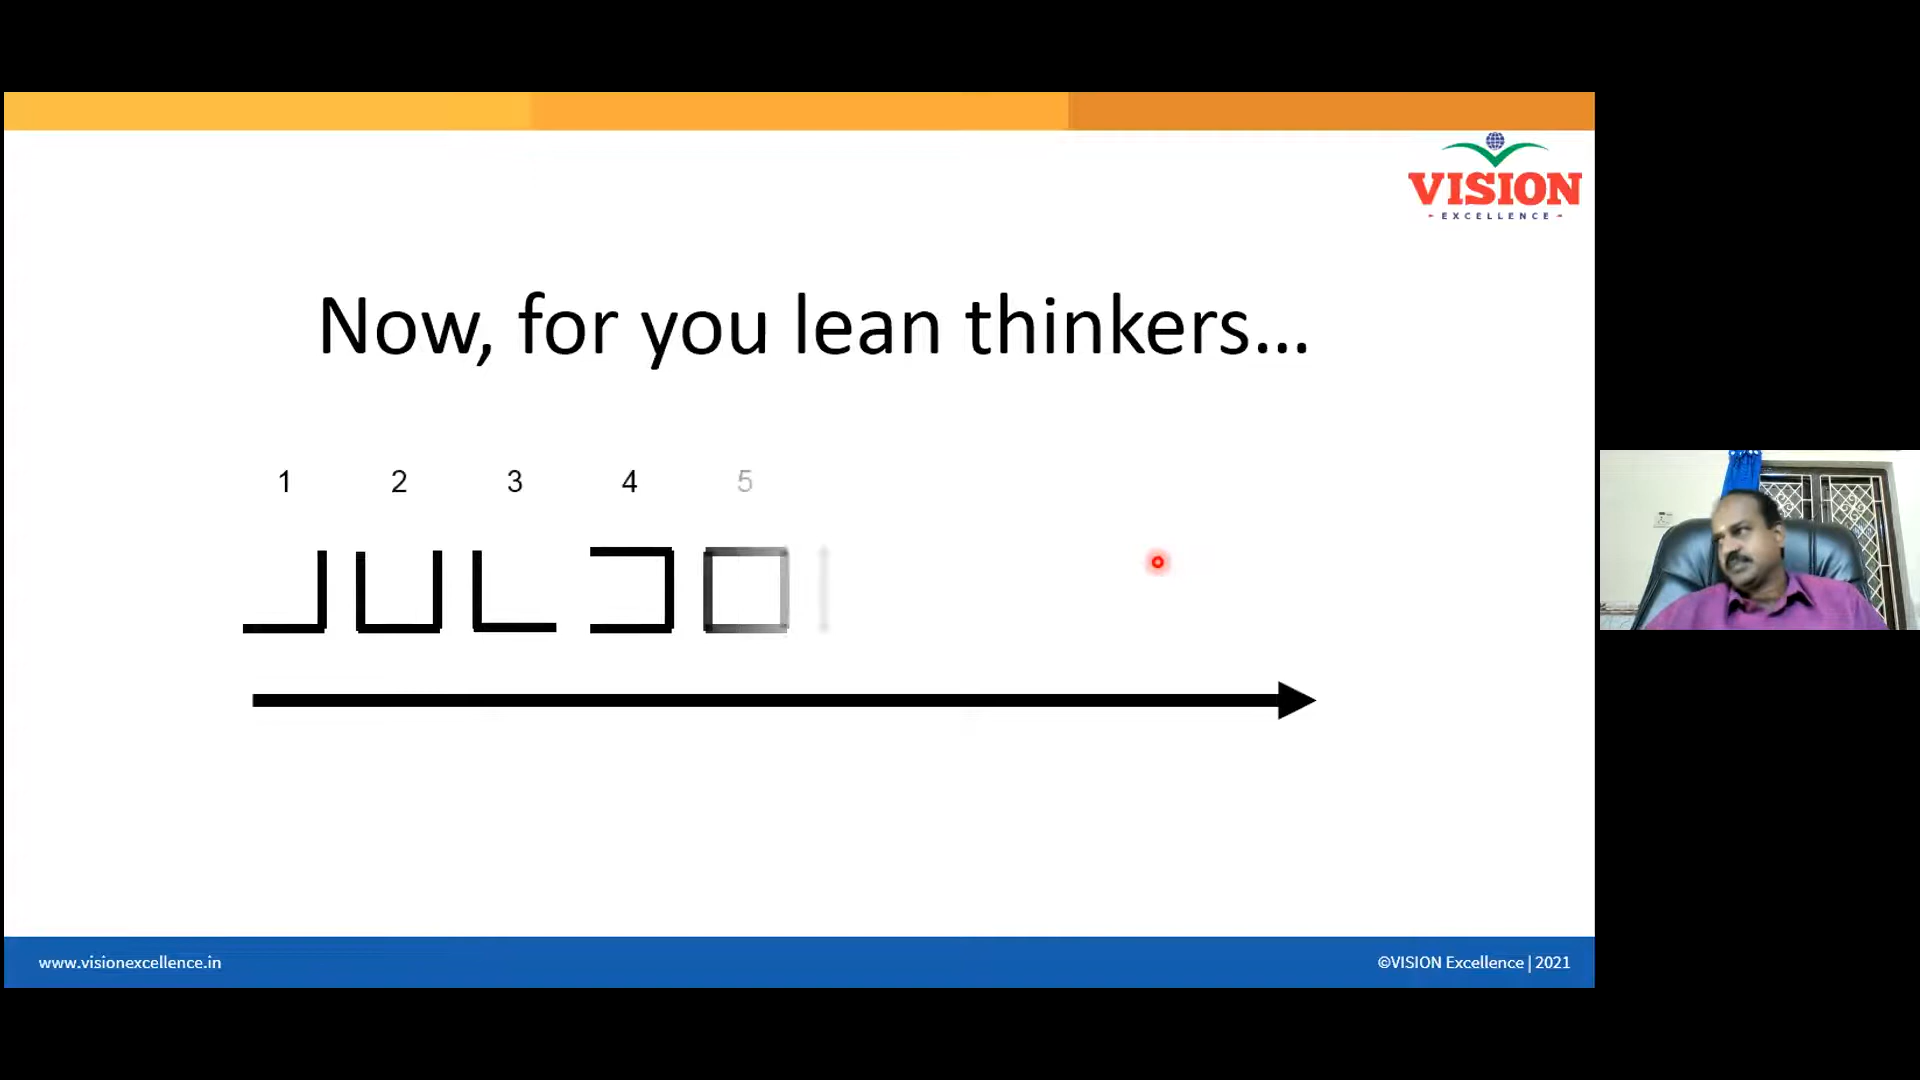 VISION
EXCELLENCE
Now, for you lean thinkers...
1 2 3 4 5
www.visionexcellence.in
©VISION Excellence | 2021